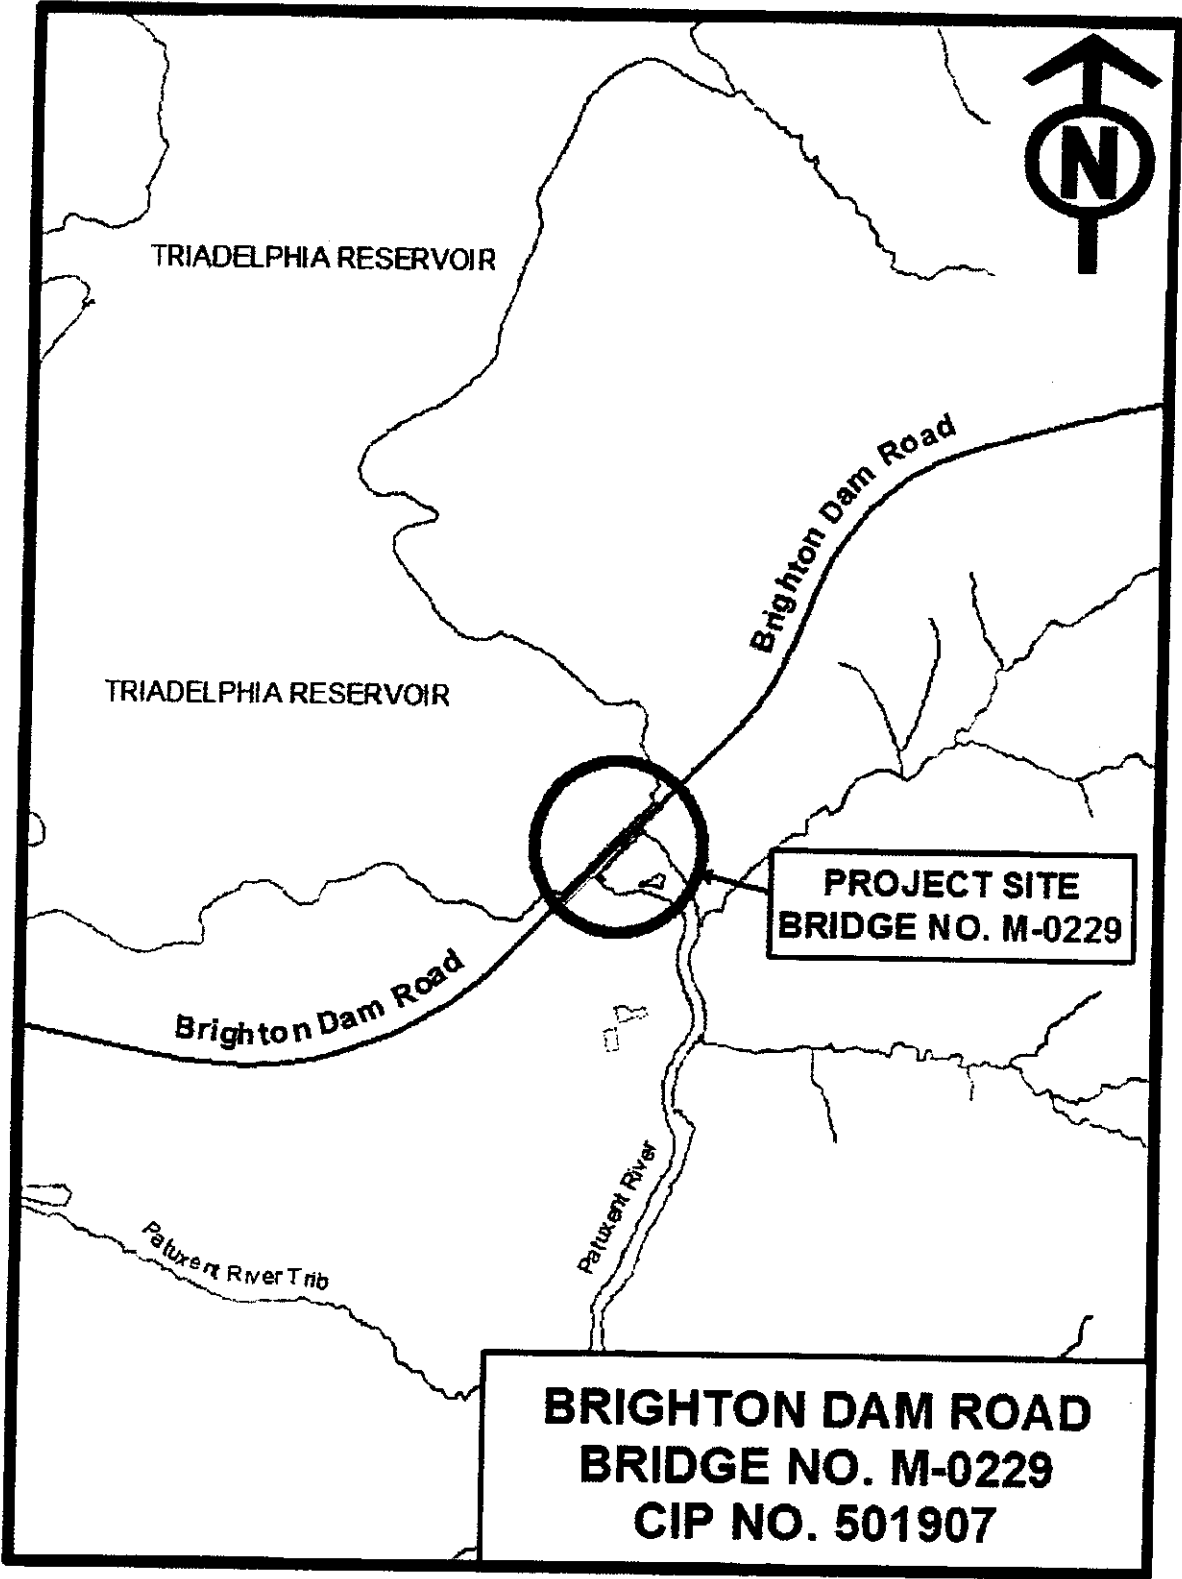 N
TRIADELPHIA RESERVOIR
Brighton Dam Road
TRIADELPHIA RESERVOIR
PROJECT SITE
BRIDGE NO. M-0229
Brighton Dam Road
Patuxent River
Patuxent River Trib
BRIGHTON DAM ROAD
BRIDGE NO. M-0229
CIP NO. 501907